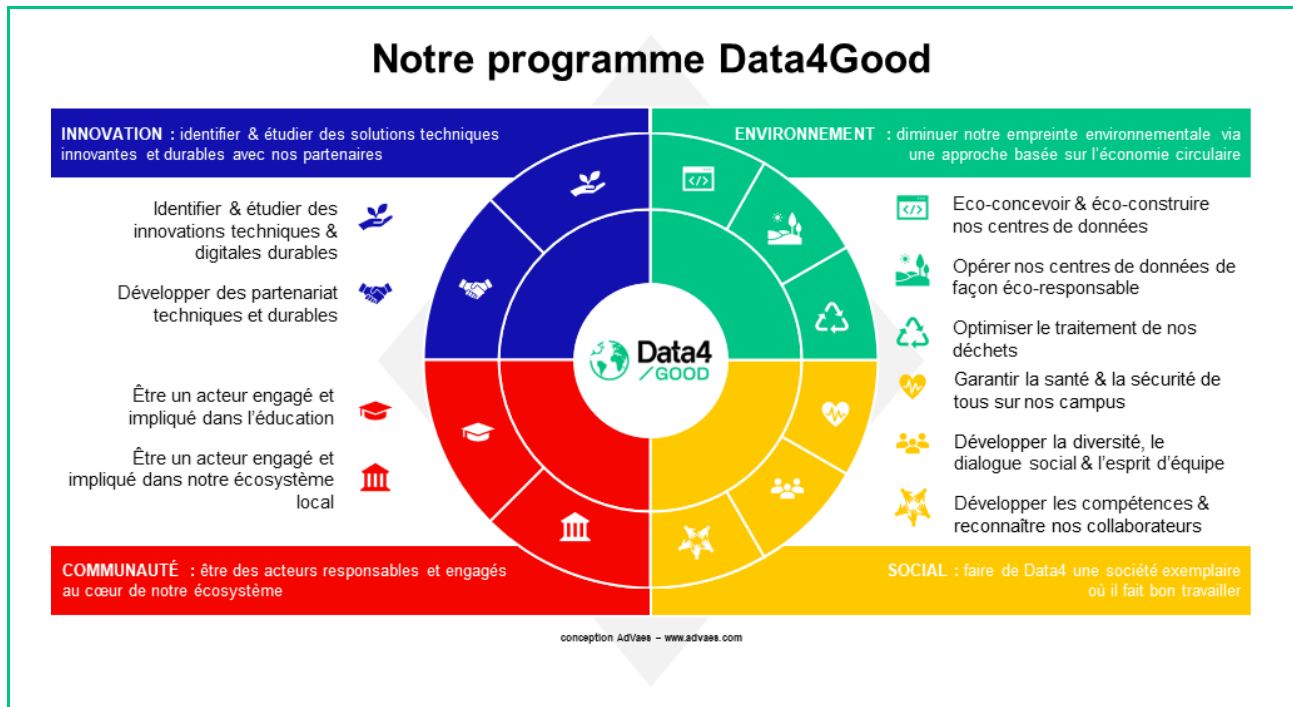 Notre programme Data4Good
INNOVATION : identifier & étudier des solutions techniques
innovantes et durables avec nos partenaires
Identifier & étudier des
innovations techniques &
digitales durables
Développer des partenariat
techniques et durables
ENVIRONNEMENT : diminuer notre empreinte environnementale via
une approche basée sur l'économie circulaire
</>
</>
Eco-concevoir & éco-construire
nos centres de données
Opérer nos centres de données de
façon éco-responsable
Optimiser le traitement de nos
déchets
Data4
/GOOD
Être un acteur engagé et
impliqué dans l'éducation
Être un acteur engagé et
impliqué dans notre écosystème
local
COMMUNAUTÉ : être des acteurs responsables et engagés
au cœur de notre écosystème
Garantir la santé & la sécurité de
tous sur nos campus
Développer la diversité, le
dialogue social & l'esprit d'équipe
Développer les compétences &
reconnaître nos collaborateurs
SOCIAL : faire de Data4 une société exemplaire
où il fait bon travailler
conception AdVaes – www.advaes.com